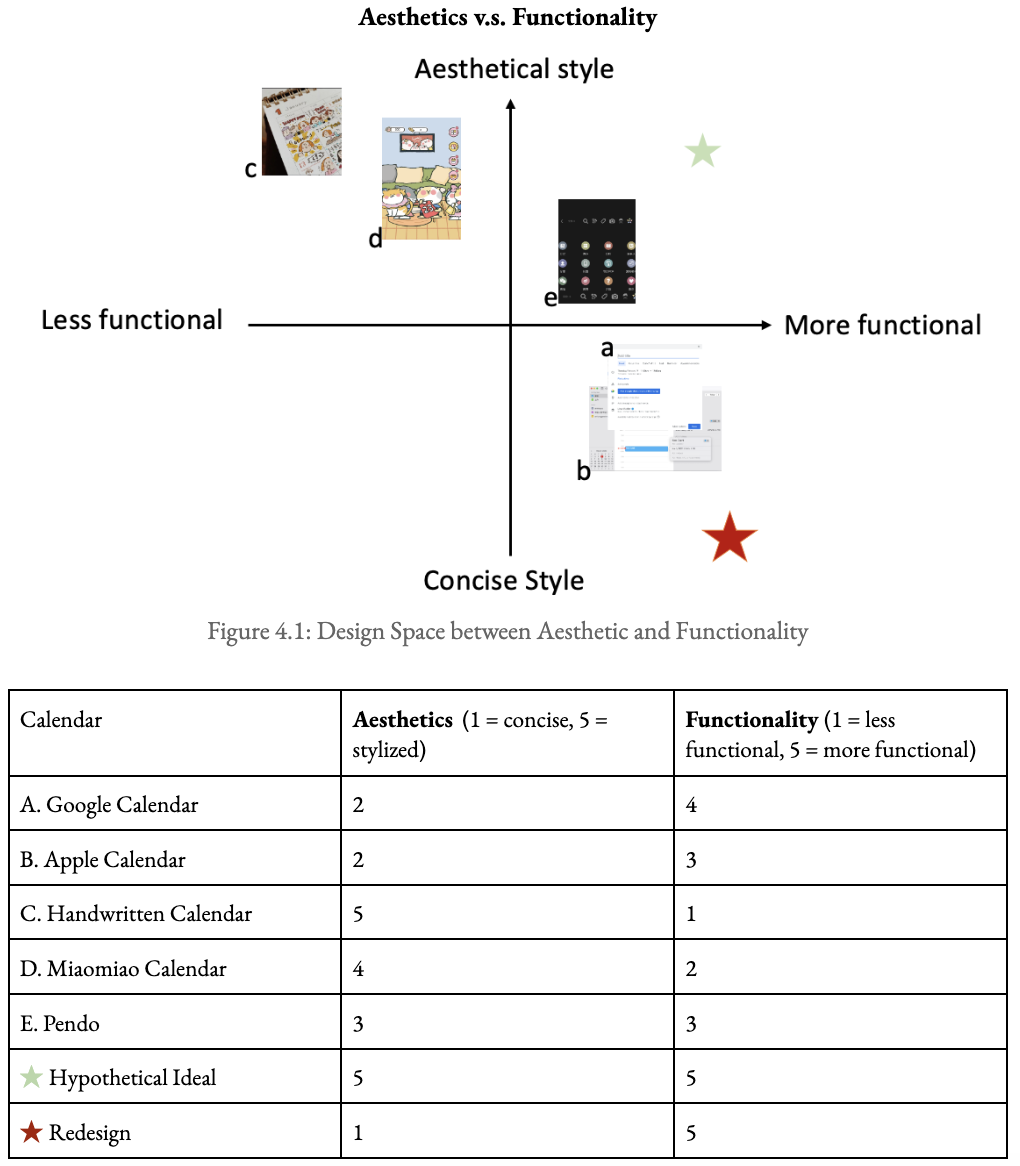 Aesthetics v.s. Functionality
Aesthetical style
c
d
e
Less functional
More functional
a
b
Concise Style
Figure 4.1: Design Space between Aesthetic and Functionality
Calendar
Aesthetics (1 = concise, 5 =
stylized)
Functionality (1 = less
functional, 5 = more functional)
A. Google Calendar
2
4
B. Apple Calendar
2
3
C. Handwritten Calendar
5
1
D. Miaomiao Calendar
4
2
E. Pendo
3
3
Hypothetical Ideal
5
5
Redesign
1
5